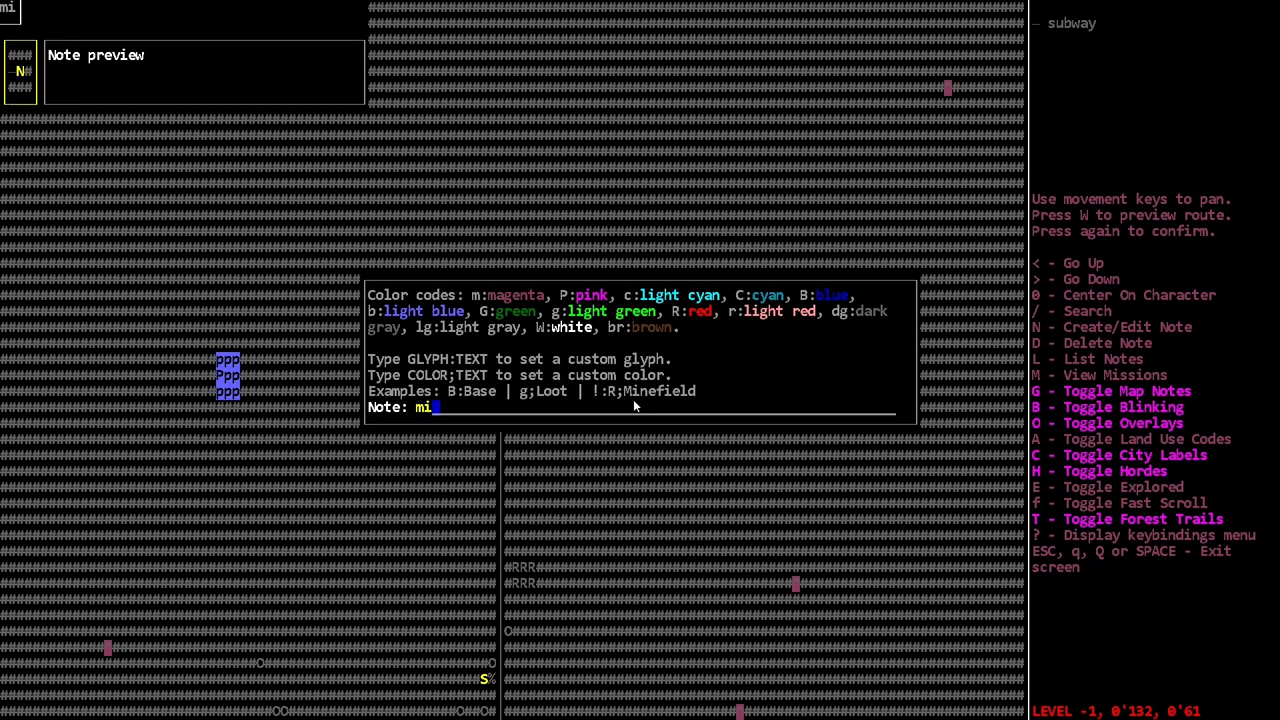 mi
— subway
Note preview
N
Use movement keys to pan.
Press W to preview route.
Press again to confirm.
< - Go Up
> - Go Down
0 - Center On Character
/ - Search
N - Create/Edit Note
D - Delete Note
L - List Notes
M - View Missions
G - Toggle Map Notes
B - Toggle Blinking
O - Toggle Overlays
A - Toggle Land Use Codes
C - Toggle City Labels
H - Toggle Hordes
E - Toggle Explored
f - Toggle Fast Scroll
T - Toggle Forest Trails
? - Display keybindings menu
ESC, q, Q or SPACE - Exit
screen
Color codes: m:magenta, P:pink, c:light cyan, C:cyan, B:blue,
b:light blue, G:green, g:light green, R:red, r:light red, dg:dark
gray, lg:light gray, W:white, br:brown.
Type GLYPH:TEXT to set a custom glyph.
Type COLOR;TEXT to set a custom color.
Examples: B:Base | g;Loot | !:R;Minefield
Note: mi
ppp
Ppp
ppp
#RRR
#RRR
O
O
O
S%
OO
O
O
LEVEL -1, 0'132, 0'61